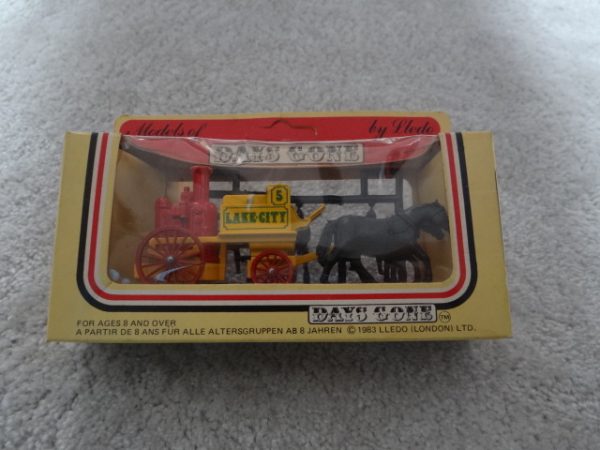 Models of by Lledo
DAYS GONE
5
LAKE-CITY
DAYS GONE TM
FOR AGES 8 AND OVER
A PARTIR DE 8 ANS FUR ALLE ALTERSGRUPPEN AB 8 JAHREN © 1983 LLEDO (LONDON) LTD.